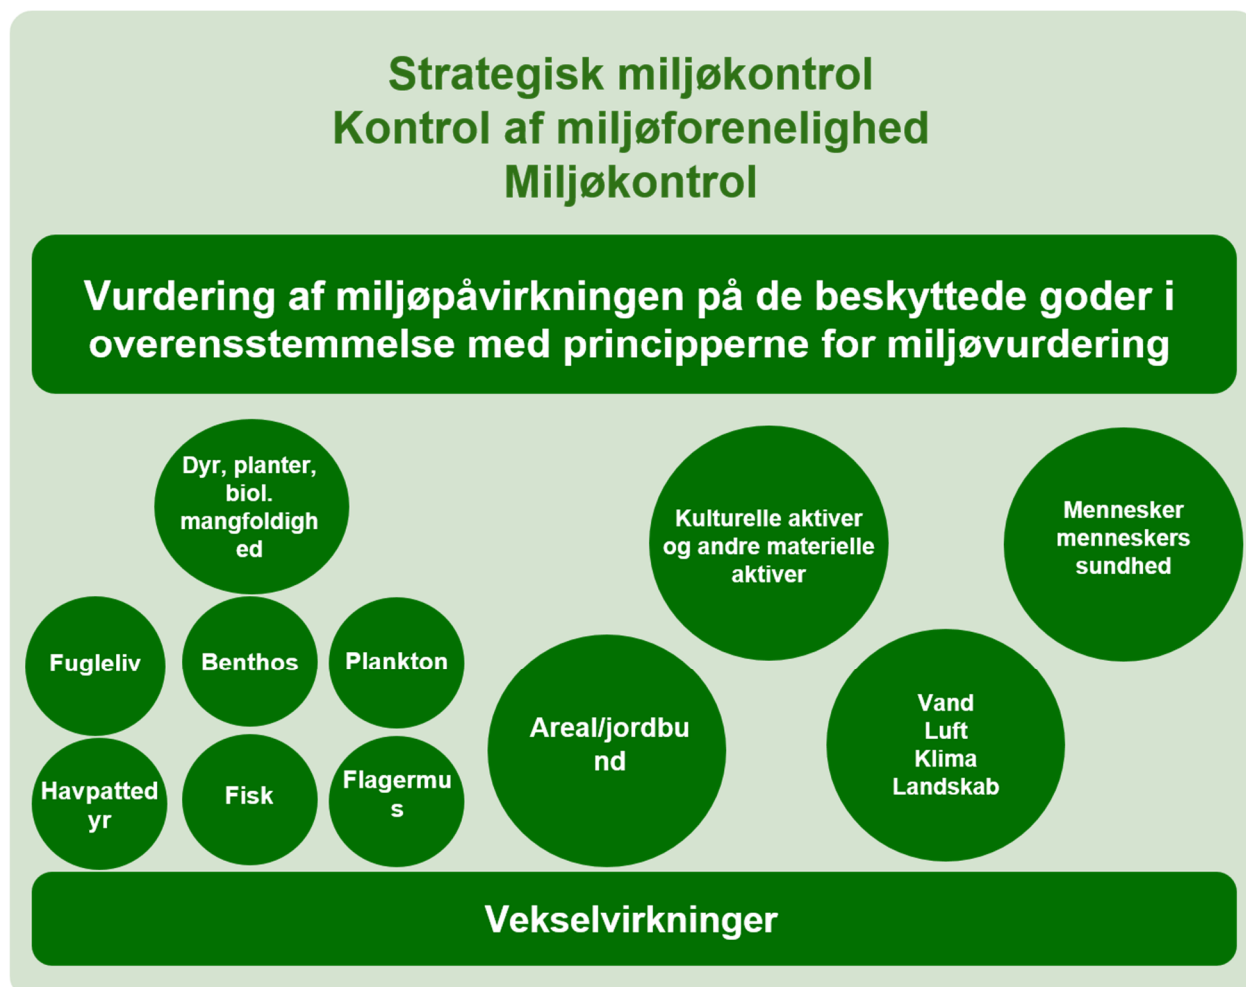 Strategisk miljøkontrol
Kontrol af miljøforenelighed
Miljøkontrol
Vurdering af miljøpåvirkningen på de beskyttede goder i
overensstemmelse med principperne for miljøvurdering
Dyr, planter,
biol.
mangfoldigh
ed
Kulturelle aktiver
og andre materielle
aktiver
Mennesker
menneskers
sundhed
Fugleliv
Benthos
Plankton
Areal/jordbu
nd
Vand
Luft
Klima
Landskab
Havpatted
yr
Fisk
Flagermu
s
Vekselvirkninger